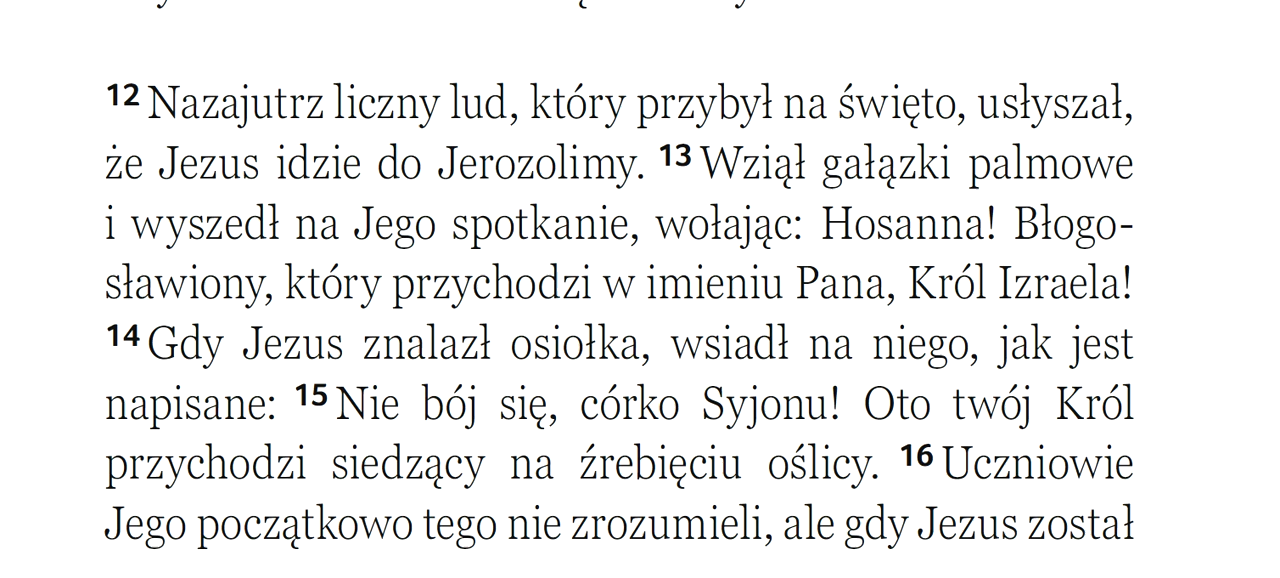 12 Nazajutrz liczny lud, który przybył na święto, usłyszał,
że Jezus idzie do Jerozolimy. 13 Wziął gałązki palmowe
i wyszedł na Jego spotkanie, wołając: Hosanna! Błogo-
sławiony, który przychodzi w imieniu Pana, Król Izraela!
14 Gdy Jezus znalazł osiołka, wsiadł na niego, jak jest
napisane: 15 Nie bój się, córko Syjonu! Oto twój Król
przychodzi siedzący na źrebięciu oślicy. 16 Uczniowie
Jego początkowo tego nie zrozumieli, ale gdy Jezus został